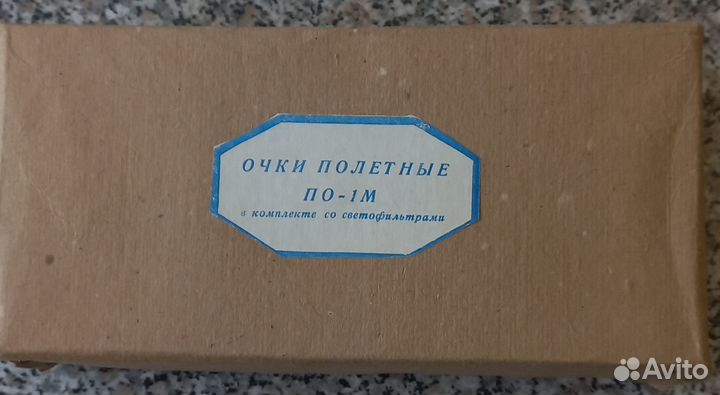 ОЧКИ ПОЛЕТНЫЕ
ПО-1М
в комплекте со светофильтрами
Avito